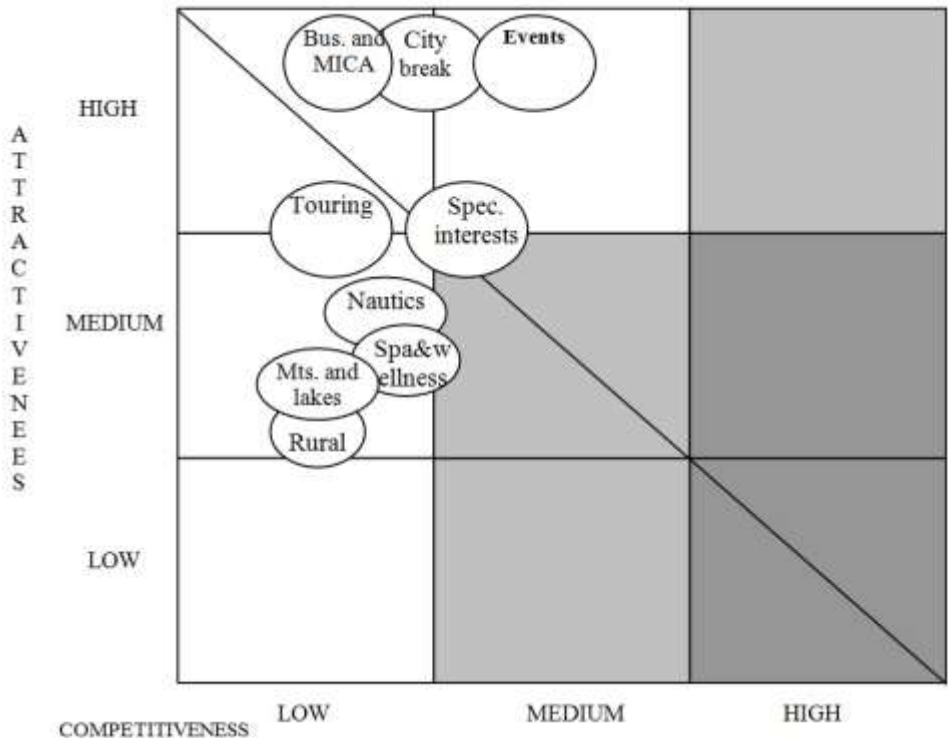 Bus. and
MICA
City
break
Events
HIGH
A
T
T
R
A
C
T
I
V
E
N
E
E
S
Touring
Spec.
interests
Nautics
MEDIUM
Spa&w
ellness
Mts. and
lakes
Rural
LOW
LOW
MEDIUM
HIGH
COMPETITIVENESS